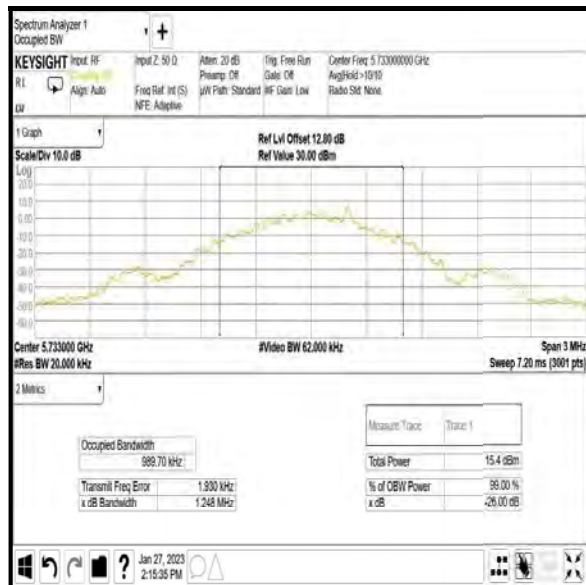 Spectrum Analyzer 1
Occupied BW
+
KEYSIGHT Input: RF Input Z: 50 Ω Atten: 20 dB Trig: Free Run Center Freq: 5.733000000 GHz
Preamp: Off Gate: Off Avg|Hold:>10/10
Align: Auto Freq Ref: Int (S) µW Path: Standard #IF Gain: Low Radio Std: None
NFE: Adaptive
1 Graph
Ref Lvl Offset 12.80 dB
Scale/Div 10.0 dB Ref Value 30.00 dBm
Log
20.0
10.0
0.00
-10.0
-20.0
-30.0
-40.0
-50.0
-60.0
Center 5.733000 GHz #Video BW 62.000 kHz Span 3 MHz
#Res BW 20.000 kHz Sweep 7.20 ms (3001 pts)
2 Metrics
Measure Trace Trace 1
Occupied Bandwidth
989.70 kHz
Total Power 15.4 dBm
Transmit Freq Error 1.930 kHz
% of OBW Power 99.00 %
x dB Bandwidth 1.248 MHz
x dB -26.00 dB
?
Jan 27, 2023
2:15:35 PM